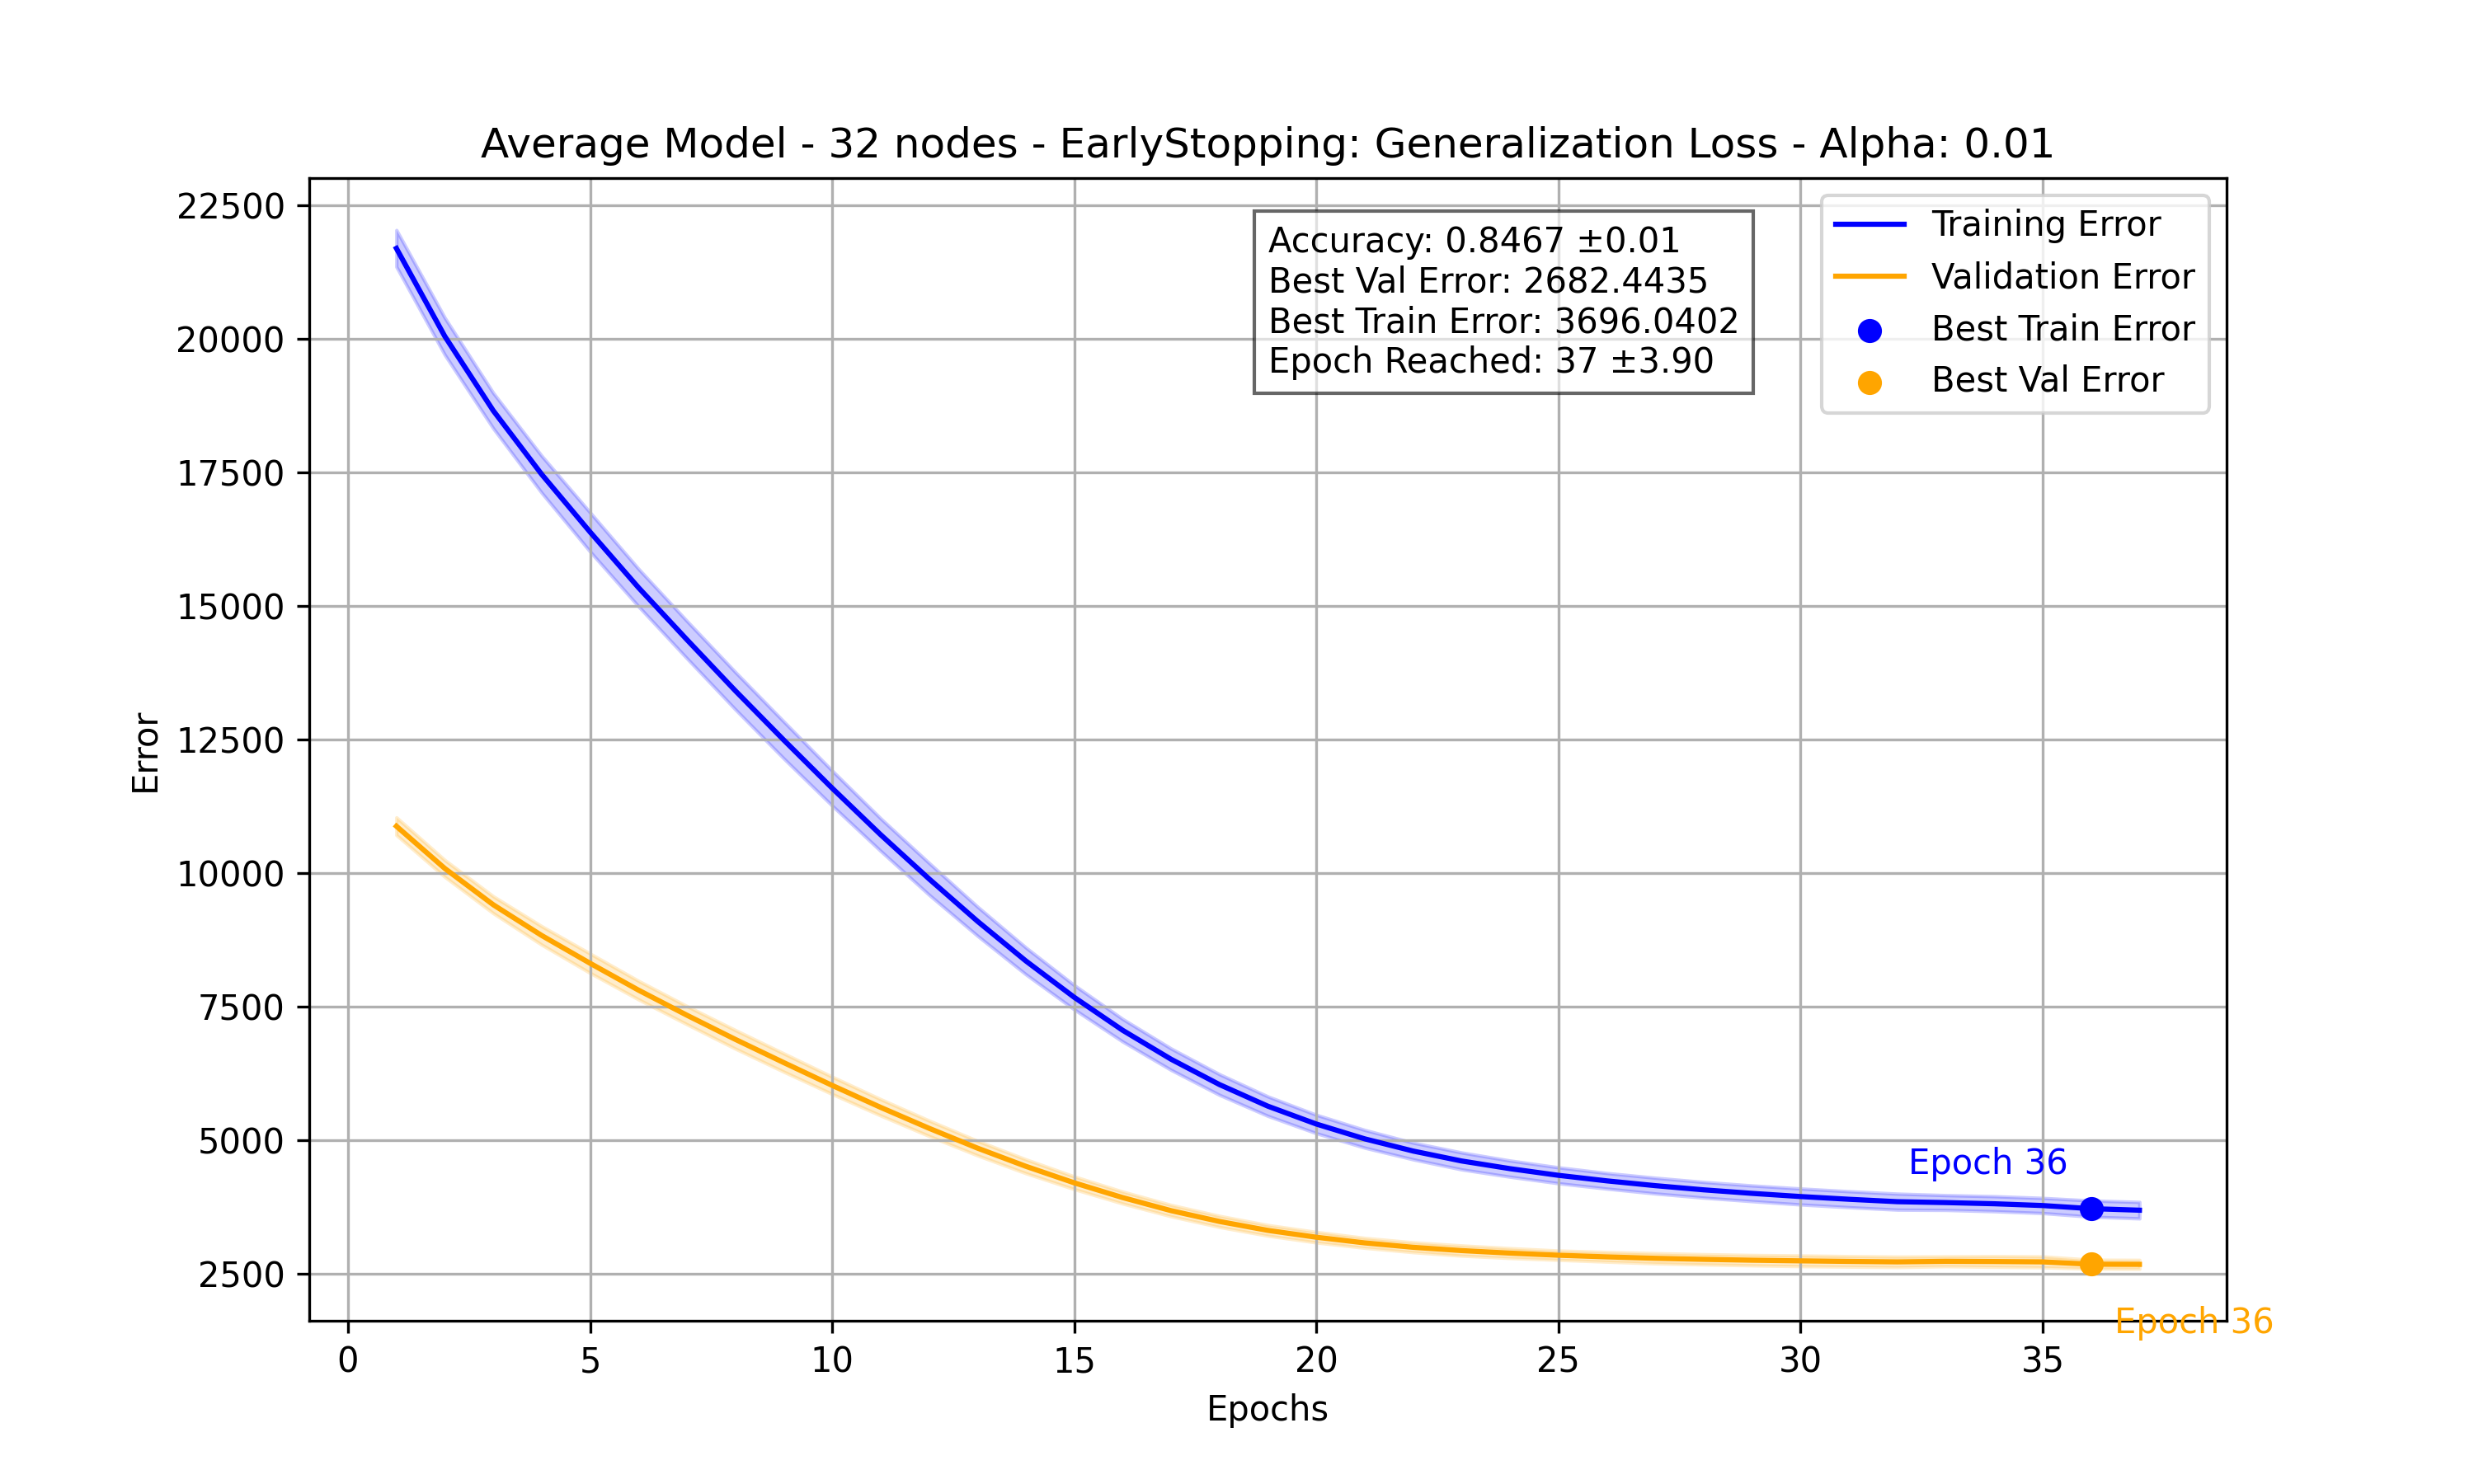 Average Model - 32 nodes - EarlyStopping: Generalization Loss - Alpha: 0.01
Accuracy: 0.8467 ±0.01
Best Val Error: 2682.4435
Best Train Error: 3696.0402
Epoch Reached: 37 ±3.90
Training Error
Validation Error
Best Train Error
Best Val Error
Error
22500
20000
17500
15000
12500
10000
7500
5000
2500
Epoch 36
Epoch 36
0 5 10 15 20 25 30 35
Epochs